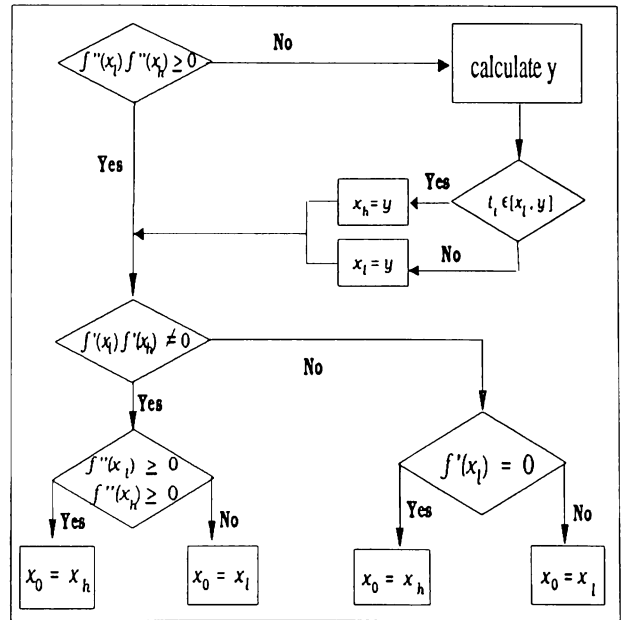 No
f''(x_l) f''(x_h) ≥ 0
calculate y
Yes
Yes
x_h = y
t_i ϵ[x_l , y]
No
x_l = y
f'(x_l) f'(x_h) ≠ 0
No
Yes
f''(x_l) ≥ 0
f''(x_h) ≥ 0
f'(x_l) = 0
Yes
No
Yes
No
x_0 = x_h
x_0 = x_l
x_0 = x_h
x_0 = x_l